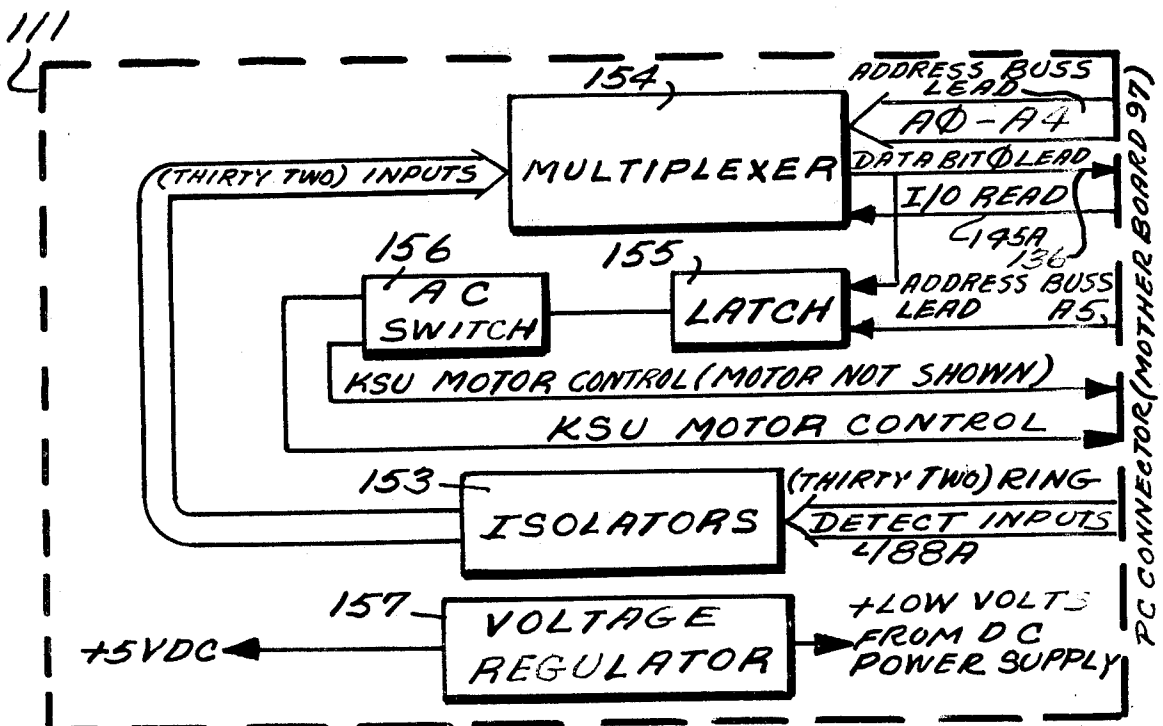 111
154
ADDRESS BUSS
LEAD
AØ-A4
MULTIPLEXER
DATA BIT Ø LEAD
(THIRTY TWO) INPUTS
I/O READ
145A
136
156
155
AC
SWITCH
LATCH
ADDRESS BUSS
LEAD A5
KSU MOTOR CONTROL (MOTOR NOT SHOWN)
KSU MOTOR CONTROL
153
ISOLATORS
(THIRTY TWO) RING
DETECT INPUTS
188A
157
VOLTAGE
REGULATOR
+5VDC
+LOW VOLTS
FROM DC
POWER SUPPLY
PC CONNECTOR (MOTHER BOARD 97)